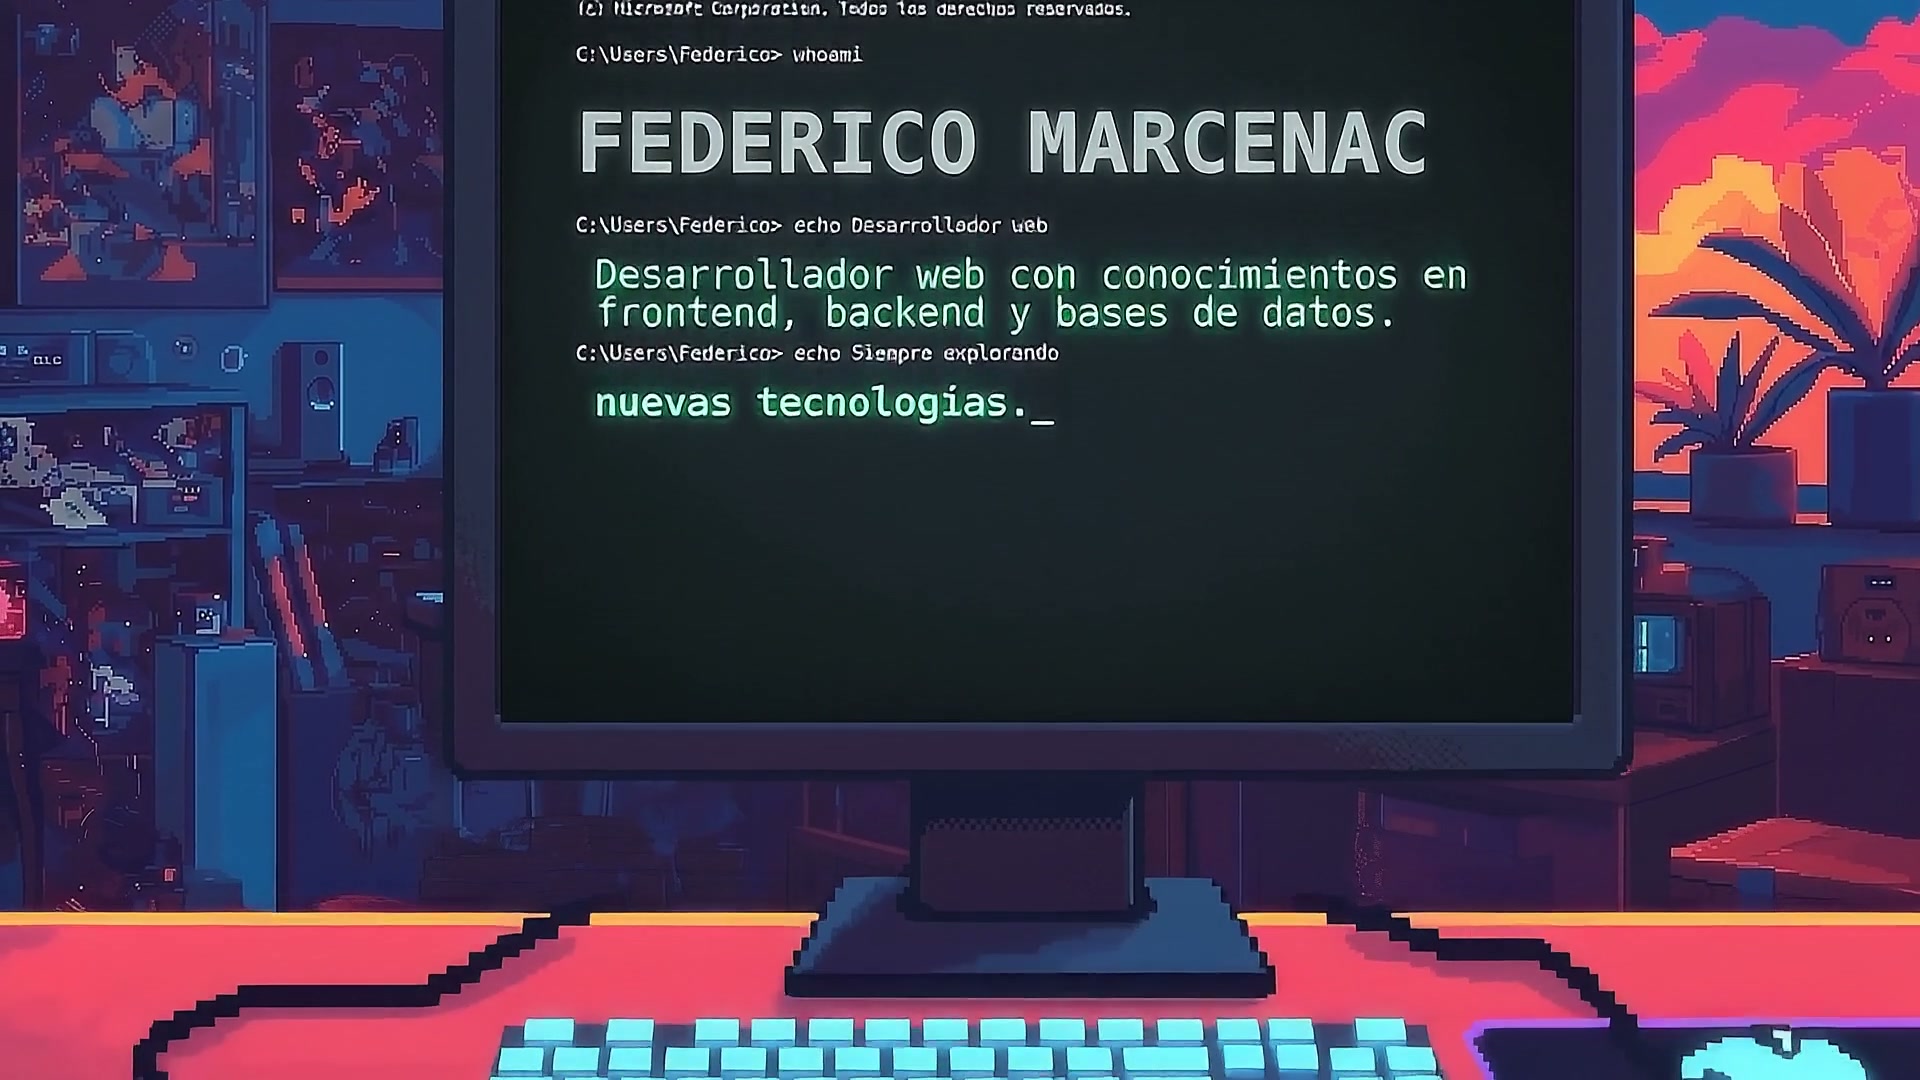 (c) Microsoft Corporation. Todos los derechos reservados.
C:\Users\Federico> whoami
FEDERICO MARCENAC
C:\Users\Federico> echo Desarrollador web
Desarrollador web con conocimientos en
frontend, backend y bases de datos.
C:\Users\Federico> echo Siempre explorando
nuevas tecnologías._